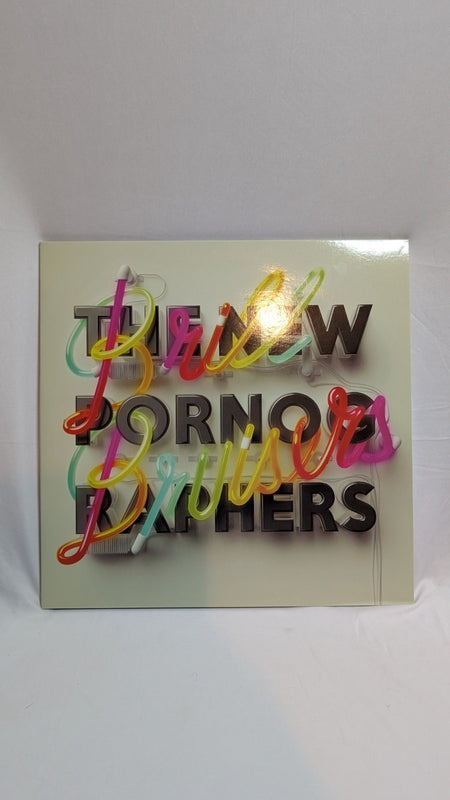 THE NEW
PORNOG
RAPHERS
Brill
Bruisers